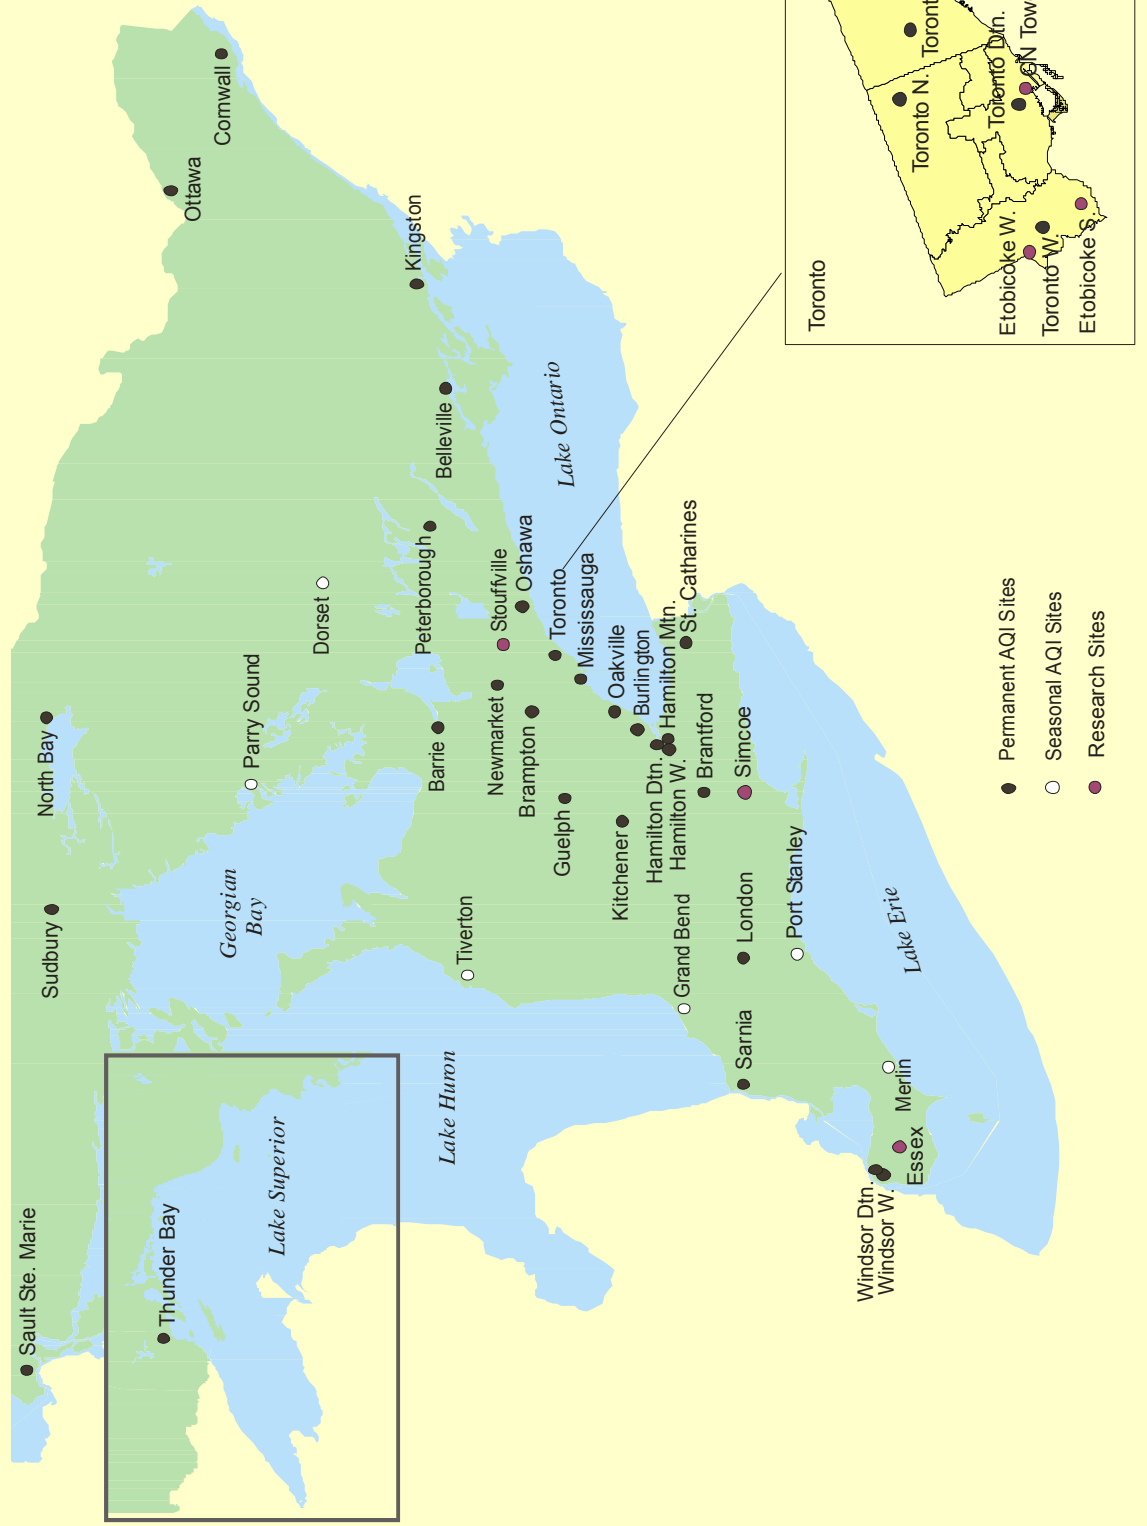 Sault Ste. Marie
Sudbury
North Bay
Thunder Bay
Ottawa
Cornwall
Parry Sound
Georgian
Bay
Lake Superior
Dorset
Kingston
Peterborough
Belleville
Barrie
Lake Huron
Tiverton
Newmarket
Stouffville
Brampton
Oshawa
Lake Ontario
Guelph
Toronto
Mississauga
Kitchener
Oakville
Burlington
Hamilton Dtn.
Hamilton Mtn.
Hamilton W.
Grand Bend
St. Catharines
Brantford
Sarnia
London
Simcoe
Port Stanley
Windsor Dtn.
Windsor W.
Merlin
Essex
Lake Erie
Permanent AQI Sites
Seasonal AQI Sites
Research Sites
Toronto
Toronto N.
Toront
Toronto Dtn.
CN Tow
Etobicoke W.
Toronto W.
Etobicoke S.